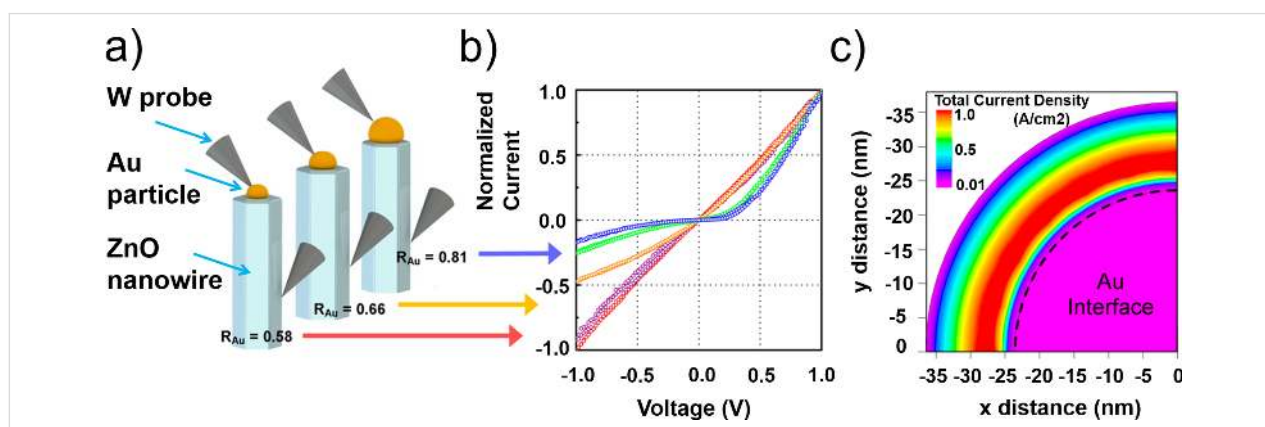 a)
W probe
Au
particle
ZnO
nanowire
R_Au = 0.81
R_Au = 0.66
R_Au = 0.58
b)
Normalized
Current
1.0
0.5
0.0
-0.5
-1.0
-1.0 -0.5 0.0 0.5 1.0
Voltage (V)
c)
Total Current Density
(A/cm2)
1.0
0.5
0.01
y distance (nm)
-35
-30
-25
-20
-15
-10
-5
0
Au
Interface
-35 -30 -25 -20 -15 -10 -5 0
x distance (nm)